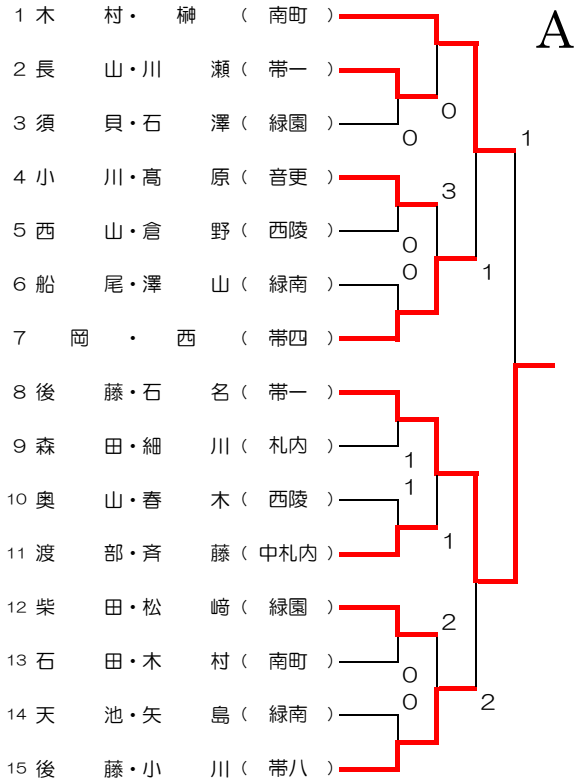 A
1 木村・榊 （ 南町 ）
2 長山・川瀬 （ 帯一 ）
0
3 須貝・石澤 （ 緑園 ）
0
1
4 小川・髙原 （ 音更 ）
3
5 西山・倉野 （ 西陵 ）
0
0
1
6 船尾・澤山 （ 緑南 ）
7 岡・西 （ 帯四 ）
8 後藤・石名 （ 帯一 ）
9 森田・細川 （ 札内 ）
1
1
10 奥山・春木 （ 西陵 ）
1
11 渡部・斉藤 （ 中札内 ）
12 柴田・松﨑 （ 緑園 ）
2
13 石田・木村 （ 南町 ）
0
0
2
14 天池・矢島 （ 緑南 ）
15 後藤・小川 （ 帯八 ）